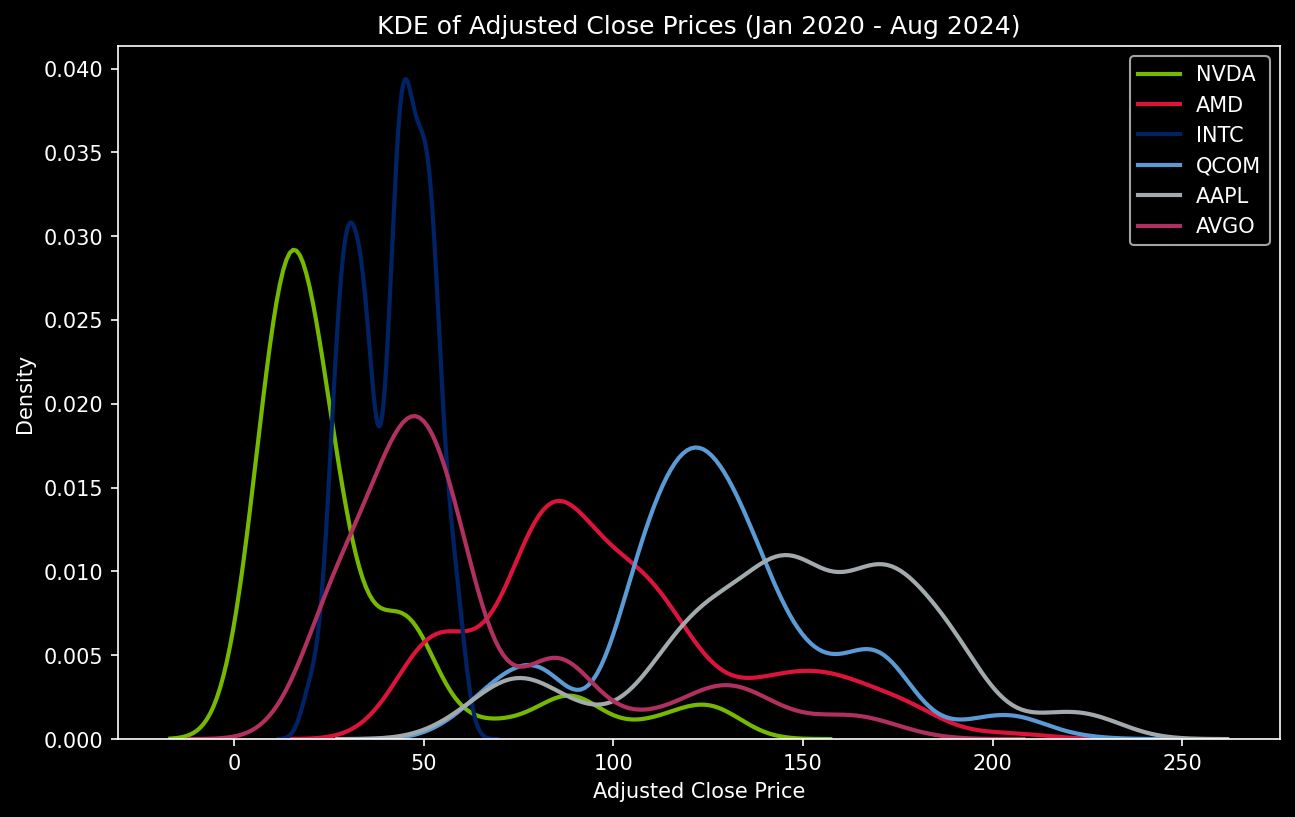 KDE of Adjusted Close Prices (Jan 2020 - Aug 2024)
NVDA
AMD
INTC
QCOM
AAPL
AVGO
Density
0.040
0.035
0.030
0.025
0.020
0.015
0.010
0.005
0.000
0 50 100 150 200 250
Adjusted Close Price